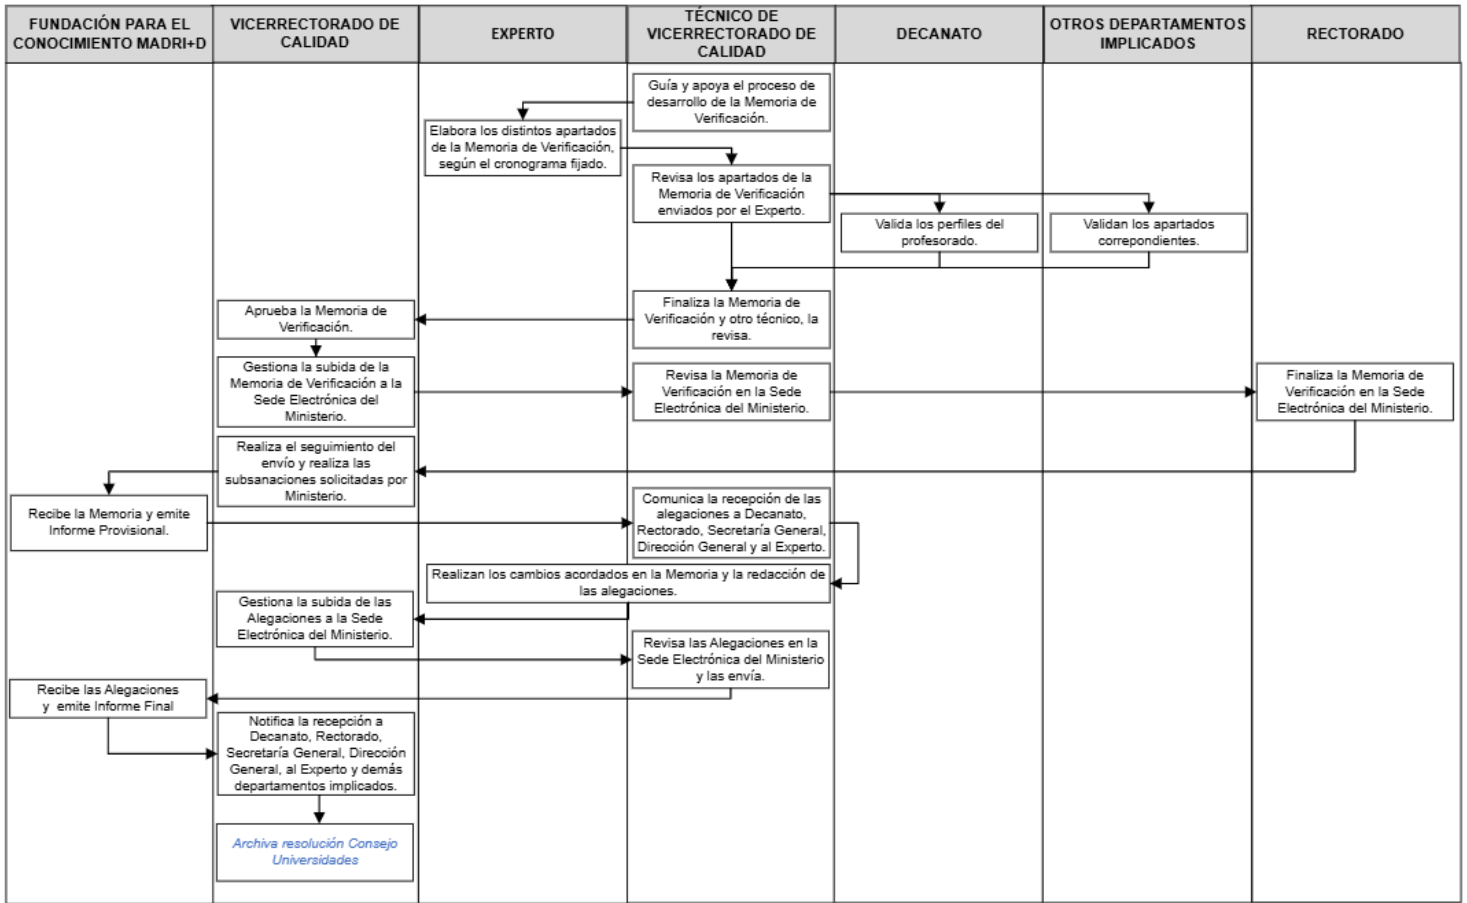 FUNDACIÓN PARA EL
CONOCIMIENTO MADRI+D
VICERRECTORADO DE
CALIDAD
EXPERTO
TÉCNICO DE
VICERRECTORADO DE
CALIDAD
DECANATO
OTROS DEPARTAMENTOS
IMPLICADOS
RECTORADO
Guía y apoya el proceso de
desarrollo de la Memoria de
Verificación.
Elabora los distintos apartados
de la Memoria de Verificación,
según el cronograma fijado.
Revisa los apartados de la
Memoria de Verificación
enviados por el Experto.
Valida los perfiles del
profesorado.
Validan los apartados
correpondientes.
Finaliza la Memoria de
Verificación y otro técnico, la
revisa.
Aprueba la Memoria de
Verificación.
Gestiona la subida de la
Memoria de Verificación a la
Sede Electrónica del
Ministerio.
Revisa la Memoria de
Verificación en la Sede
Electrónica del Ministerio.
Finaliza la Memoria de
Verificación en la Sede
Electrónica del Ministerio.
Realiza el seguimiento del
envío y realiza las
subsanaciones solicitadas por
Ministerio.
Recibe la Memoria y emite
Informe Provisional.
Comunica la recepción de las
alegaciones a Decanato,
Rectorado, Secretaría General,
Dirección General y al Experto.
Realizan los cambios acordados en la Memoria y la redacción de
las alegaciones.
Gestiona la subida de las
Alegaciones a la Sede
Electrónica del Ministerio.
Revisa las Alegaciones en la
Sede Electrónica del Ministerio
y las envía.
Recibe las Alegaciones
y emite Informe Final
Notifica la recepción a
Decanato, Rectorado,
Secretaría General, Dirección
General, al Experto y demás
departamentos implicados.
Archiva resolución Consejo
Universidades